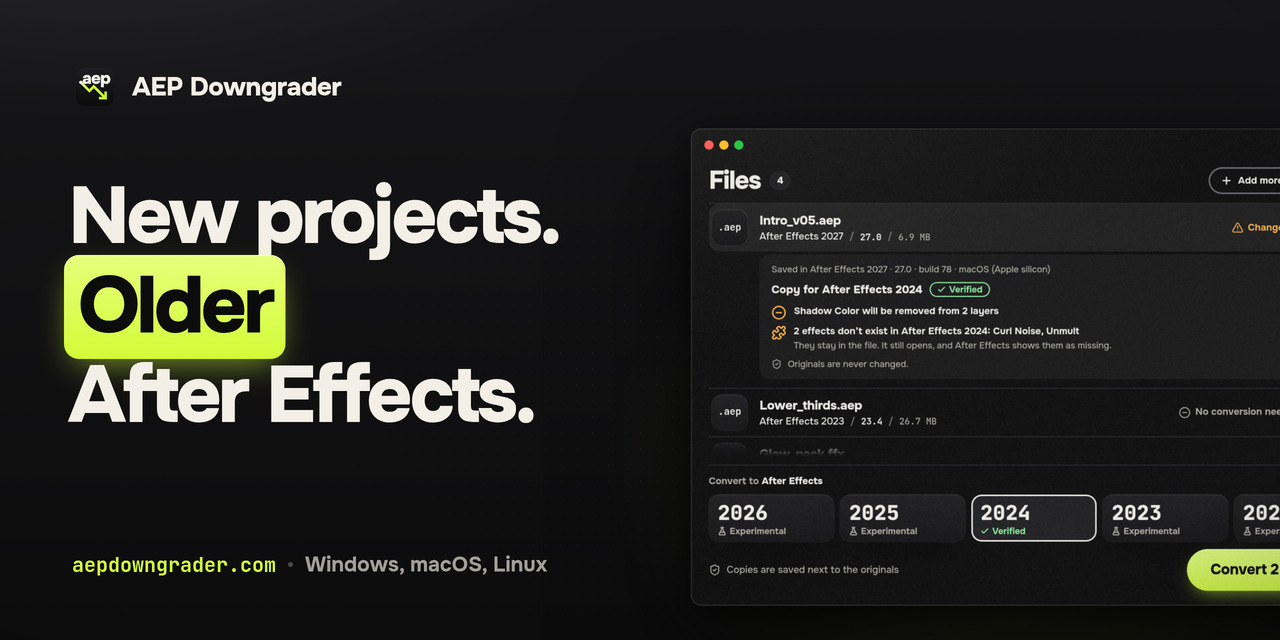 aep
AEP Downgrader
New projects.
Older
After Effects.
aepdowngrader.com • Windows, macOS, Linux
Files 4
+ Add more
.aep
Intro_v05.aep
After Effects 2027 / 27.0 / 6.9 MB
Saved in After Effects 2027 · 27.0 · build 78 · macOS (Apple silicon)
Copy for After Effects 2024 Verified
Shadow Color will be removed from 2 layers
2 effects don’t exist in After Effects 2024: Curl Noise, Unmult
They stay in the file. It still opens, and After Effects shows them as missing.
Originals are never changed.
.aep
Lower_thirds.aep
After Effects 2023 / 23.4 / 26.7 MB
No conversion
Glow_pack.ffx
Convert to After Effects
2026
Experimental
2025
Experimental
2024
Verified
2023
Experimental
Copies are saved next to the originals
Convert 2